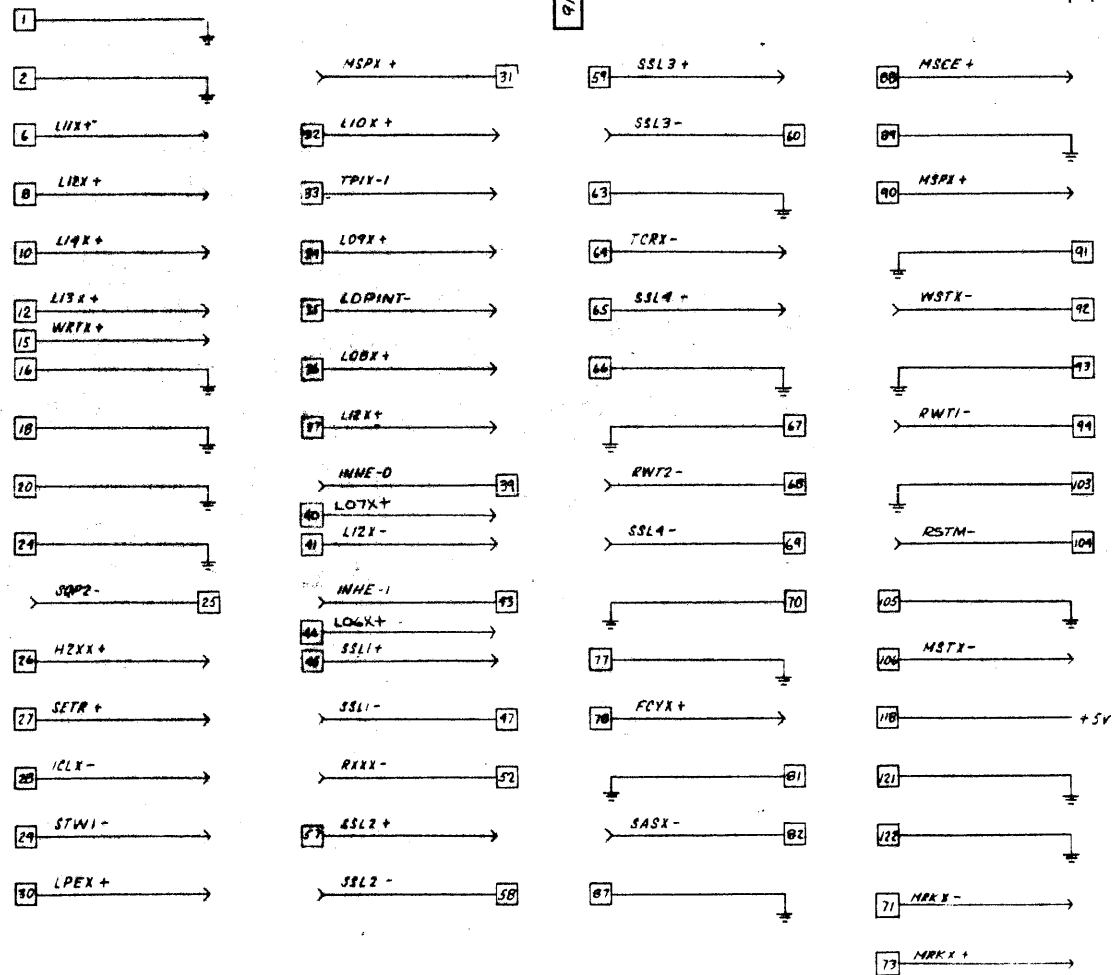 1
2
6 L11X+
8 L12X+
10 L14X+
12 L13X+
15 WRTX+
16
18
20
24
SQP2- 25
26 H2XX+
27 SETR+
28 ICLX-
29 STW1-
30 LPEX+
MSPX+ 31
32 L10X+
33 TP1X-1
34 L09X+
35 LDPINT-
36 L08X+
37 L12X+
INHE-0 39
40 L07X+
41 L12X-
INHE-1 43
44 L06X+
SSL1+
SSL1- 47
RXXX- 52
57 SSL2+
SSL2- 58
59 SSL3+
SSL3- 60
63
64 TCRX-
65 SSL4+
66
67
RWT2- 68
SSL4- 69
70
77
78 FCYX+
81
SASX- 82
87
88 MSCE+
89
90 MSPX+
91
WSTX- 92
93
RWT1- 94
103
RSTM- 104
105
106 MSTX-
118 +5V
121
122
71 MRKX-
73 MRKX+